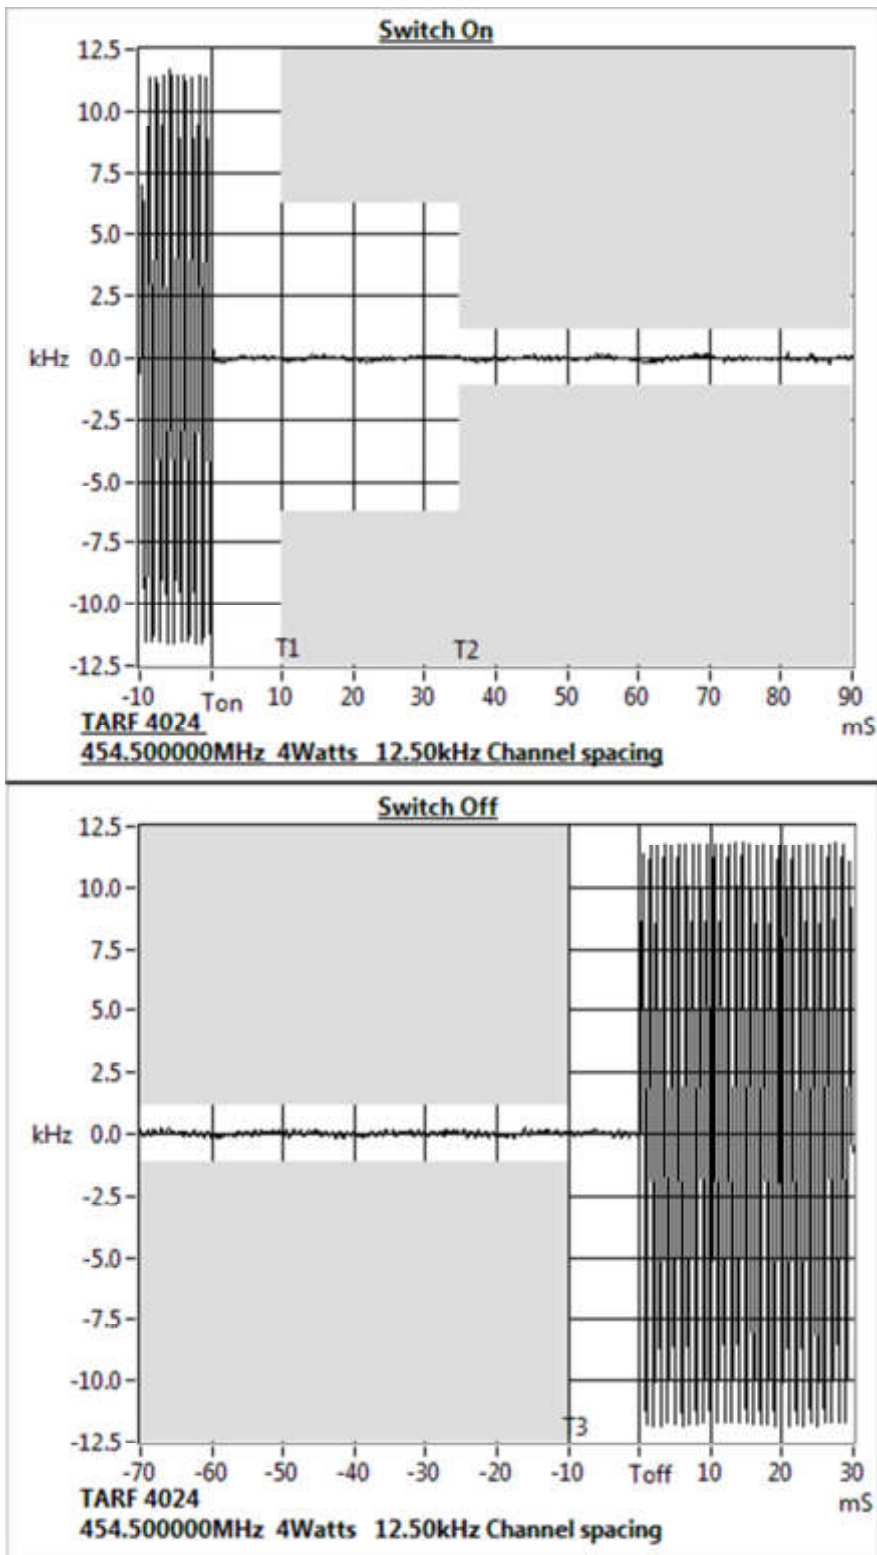 Switch On
12.5
10.0
7.5
5.0
2.5
kHz 0.0
-2.5
-5.0
-7.5
-10.0
T1 T2
-12.5
-10 Ton 10 20 30 40 50 60 70 80 90
mS
TARF 4024
454.500000MHz 4Watts 12.50kHz Channel spacing
Switch Off
12.5
10.0
7.5
5.0
2.5
kHz 0.0
-2.5
-5.0
-7.5
-10.0
T3
-12.5
-70 -60 -50 -40 -30 -20 -10 Toff 10 20 30
mS
TARF 4024
454.500000MHz 4Watts 12.50kHz Channel spacing